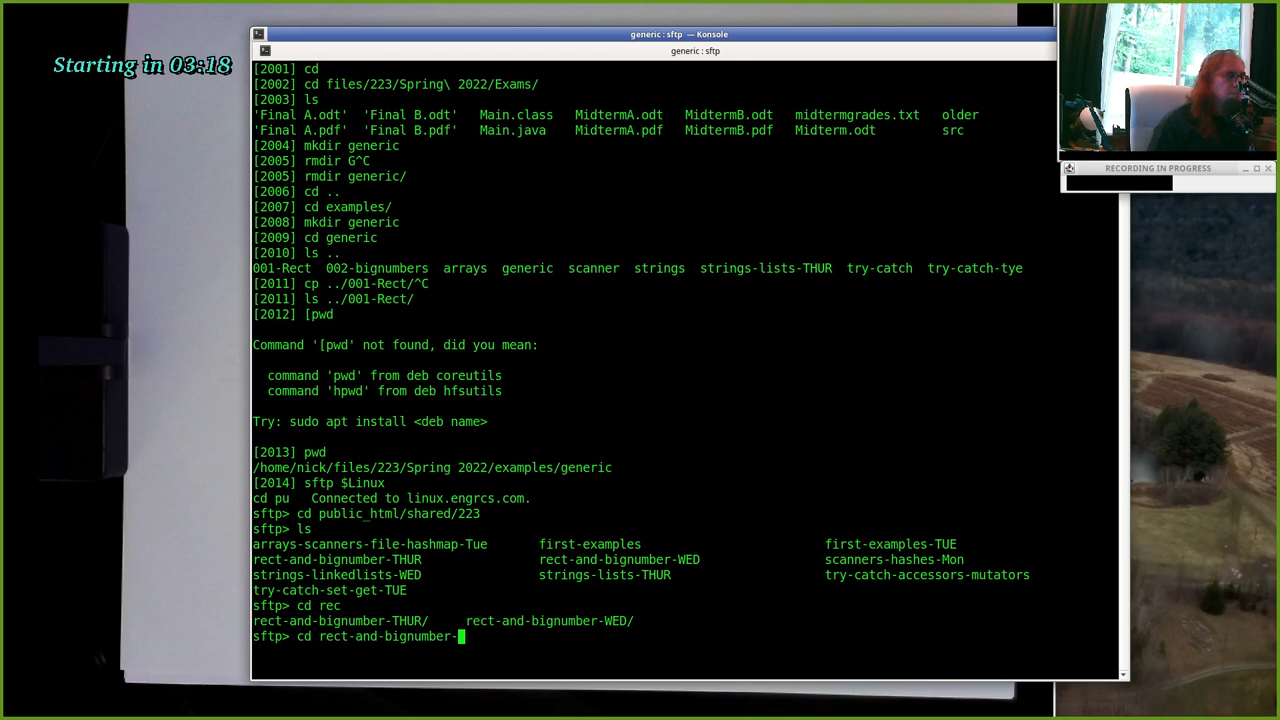 Starting in 03:18
generic : sftp — Konsole
generic : sftp
[2001] cd
[2002] cd files/223/Spring\ 2022/Exams/
[2003] ls
'Final A.odt'  'Final B.odt'   Main.class   MidtermA.odt   MidtermB.odt   midtermgrades.txt   older
'Final A.pdf'  'Final B.pdf'   Main.java    MidtermA.pdf   MidtermB.pdf   Midterm.odt         src
[2004] mkdir generic
[2005] rmdir G^C
[2005] rmdir generic/
[2006] cd ..
[2007] cd examples/
[2008] mkdir generic
[2009] cd generic
[2010] ls ..
001-Rect  002-bignumbers  arrays  generic  scanner  strings  strings-lists-THUR  try-catch  try-catch-tye
[2011] cp ../001-Rect/^C
[2011] ls ../001-Rect/
[2012] [pwd
Command '[pwd' not found, did you mean:
command 'pwd' from deb coreutils
command 'hpwd' from deb hfsutils
Try: sudo apt install <deb name>
[2013] pwd
/home/nick/files/223/Spring 2022/examples/generic
[2014] sftp $Linux
cd pu   Connected to linux.engrcs.com.
sftp> cd public_html/shared/223
sftp> ls
arrays-scanners-file-hashmap-Tue       first-examples                         first-examples-TUE
rect-and-bignumber-THUR                rect-and-bignumber-WED                 scanners-hashes-Mon
strings-linkedlists-WED                strings-lists-THUR                     try-catch-accessors-mutators
try-catch-set-get-TUE
sftp> cd rec
rect-and-bignumber-THUR/     rect-and-bignumber-WED/
sftp> cd rect-and-bignumber-
RECORDING IN PROGRESS